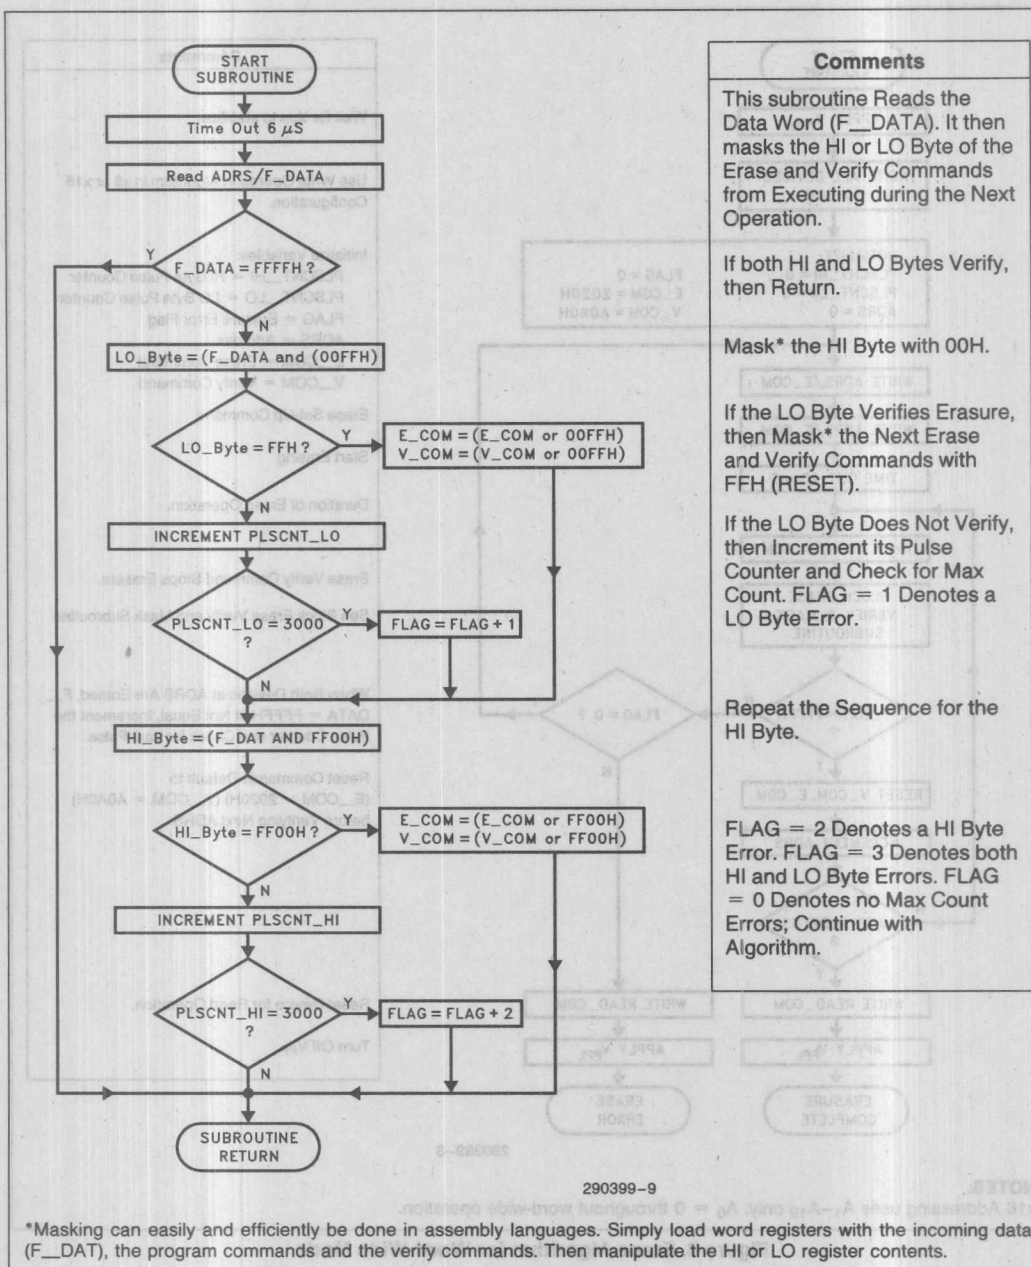 START
SUBROUTINE
Time Out 6 µS
Read ADRS/F_DATA
Y
F_DATA = FFFFH ?
N
LO_Byte = (F_DATA and (00FFH)
LO_Byte = FFH ?
Y
E_COM = (E_COM or 00FFH)
V_COM = (V_COM or 00FFH)
N
INCREMENT PLSCNT_LO
PLSCNT_LO = 3000
?
Y
FLAG = FLAG + 1
N
HI_Byte = (F_DAT AND FF00H)
HI_Byte = FF00H ?
Y
E_COM = (E_COM or FF00H)
V_COM = (V_COM or FF00H)
N
INCREMENT PLSCNT_HI
PLSCNT_HI = 3000
?
Y
FLAG = FLAG + 2
N
SUBROUTINE
RETURN
Comments
This subroutine Reads the
Data Word (F__DATA). It then
masks the HI or LO Byte of the
Erase and Verify Commands
from Executing during the Next
Operation.
If both HI and LO Bytes Verify,
then Return.
Mask* the HI Byte with 00H.
If the LO Byte Verifies Erasure,
then Mask* the Next Erase
and Verify Commands with
FFH (RESET).
If the LO Byte Does Not Verify,
then Increment its Pulse
Counter and Check for Max
Count. FLAG = 1 Denotes a
LO Byte Error.
Repeat the Sequence for the
HI Byte.
FLAG = 2 Denotes a HI Byte
Error. FLAG = 3 Denotes both
HI and LO Byte Errors. FLAG
= 0 Denotes no Max Count
Errors; Continue with
Algorithm.
290399-9
*Masking can easily and efficiently be done in assembly languages. Simply load word registers with the incoming data
(F__DAT), the program commands and the verify commands. Then manipulate the HI or LO register contents.